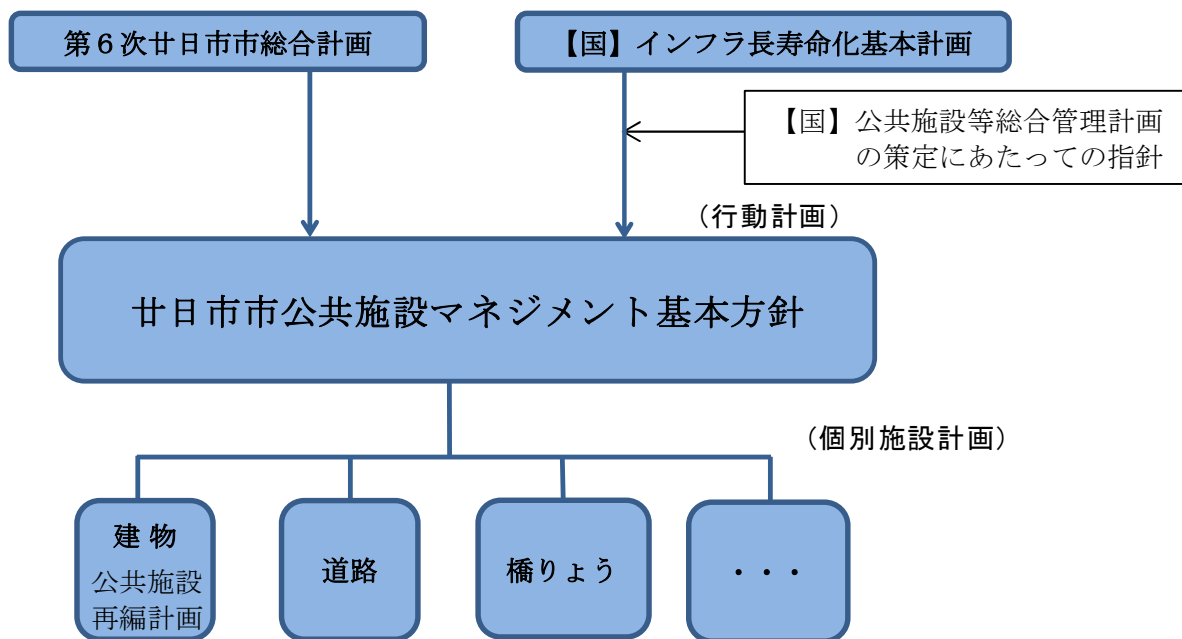 第６次廿日市市総合計画
【国】インフラ長寿命化基本計画
【国】公共施設等総合管理計画
の策定にあたっての指針
（行動計画）
廿日市市公共施設マネジメント基本方針
（個別施設計画）
建物
公共施設
再編計画
道路
橋りょう
・・・